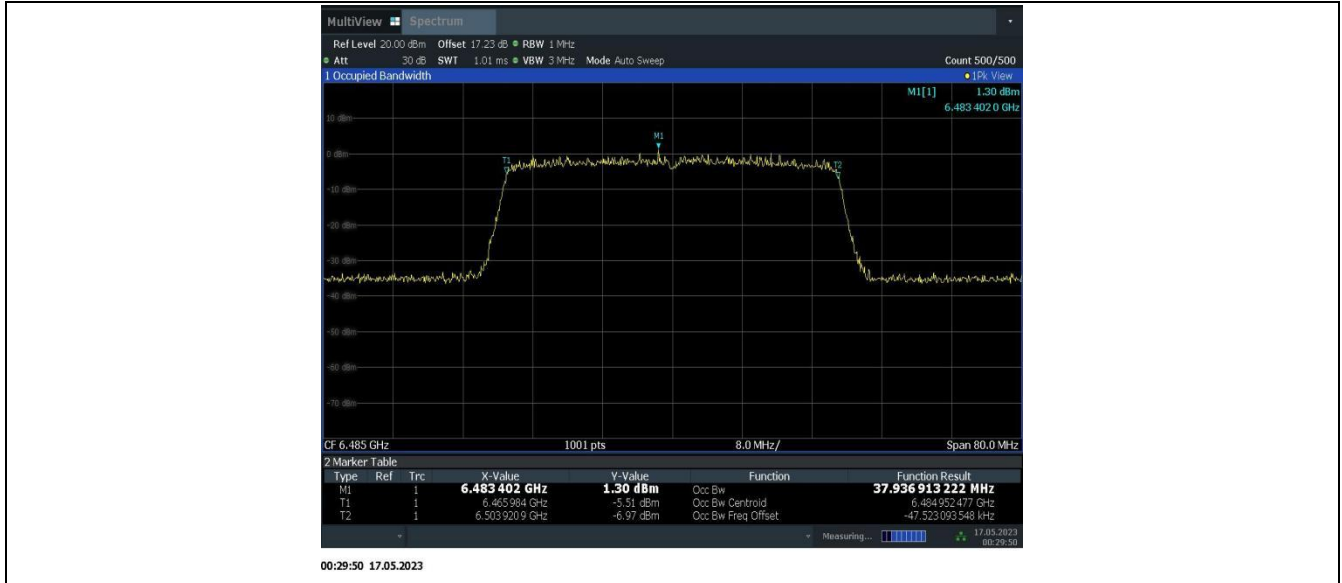 MultiView Spectrum
Ref Level 20.00 dBm Offset 17.23 dB RBW 1 MHz
Att 30 dB SWT 1.01 ms VBW 3 MHz Mode Auto Sweep Count 500/500
1 Occupied Bandwidth 1Pk View
M1[1] 1.30 dBm
6.483 402 0 GHz
10 dBm
M1
0 dBm
T1
T2
-10 dBm
-20 dBm
-30 dBm
-40 dBm
-50 dBm
-60 dBm
-70 dBm
CF 6.485 GHz 1001 pts 8.0 MHz/ Span 80.0 MHz
2 Marker Table
Type Ref Trc X-Value Y-Value Function Function Result
M1 1 6.483 402 GHz 1.30 dBm Occ Bw 37.936 913 222 MHz
T1 1 6.465 984 GHz -5.51 dBm Occ Bw Centroid 6.484 952 477 GHz
T2 1 6.503 920 9 GHz -6.97 dBm Occ Bw Freq Offset -47.523 093 548 kHz
Measuring... 17.05.2023
00:29:50
00:29:50 17.05.2023